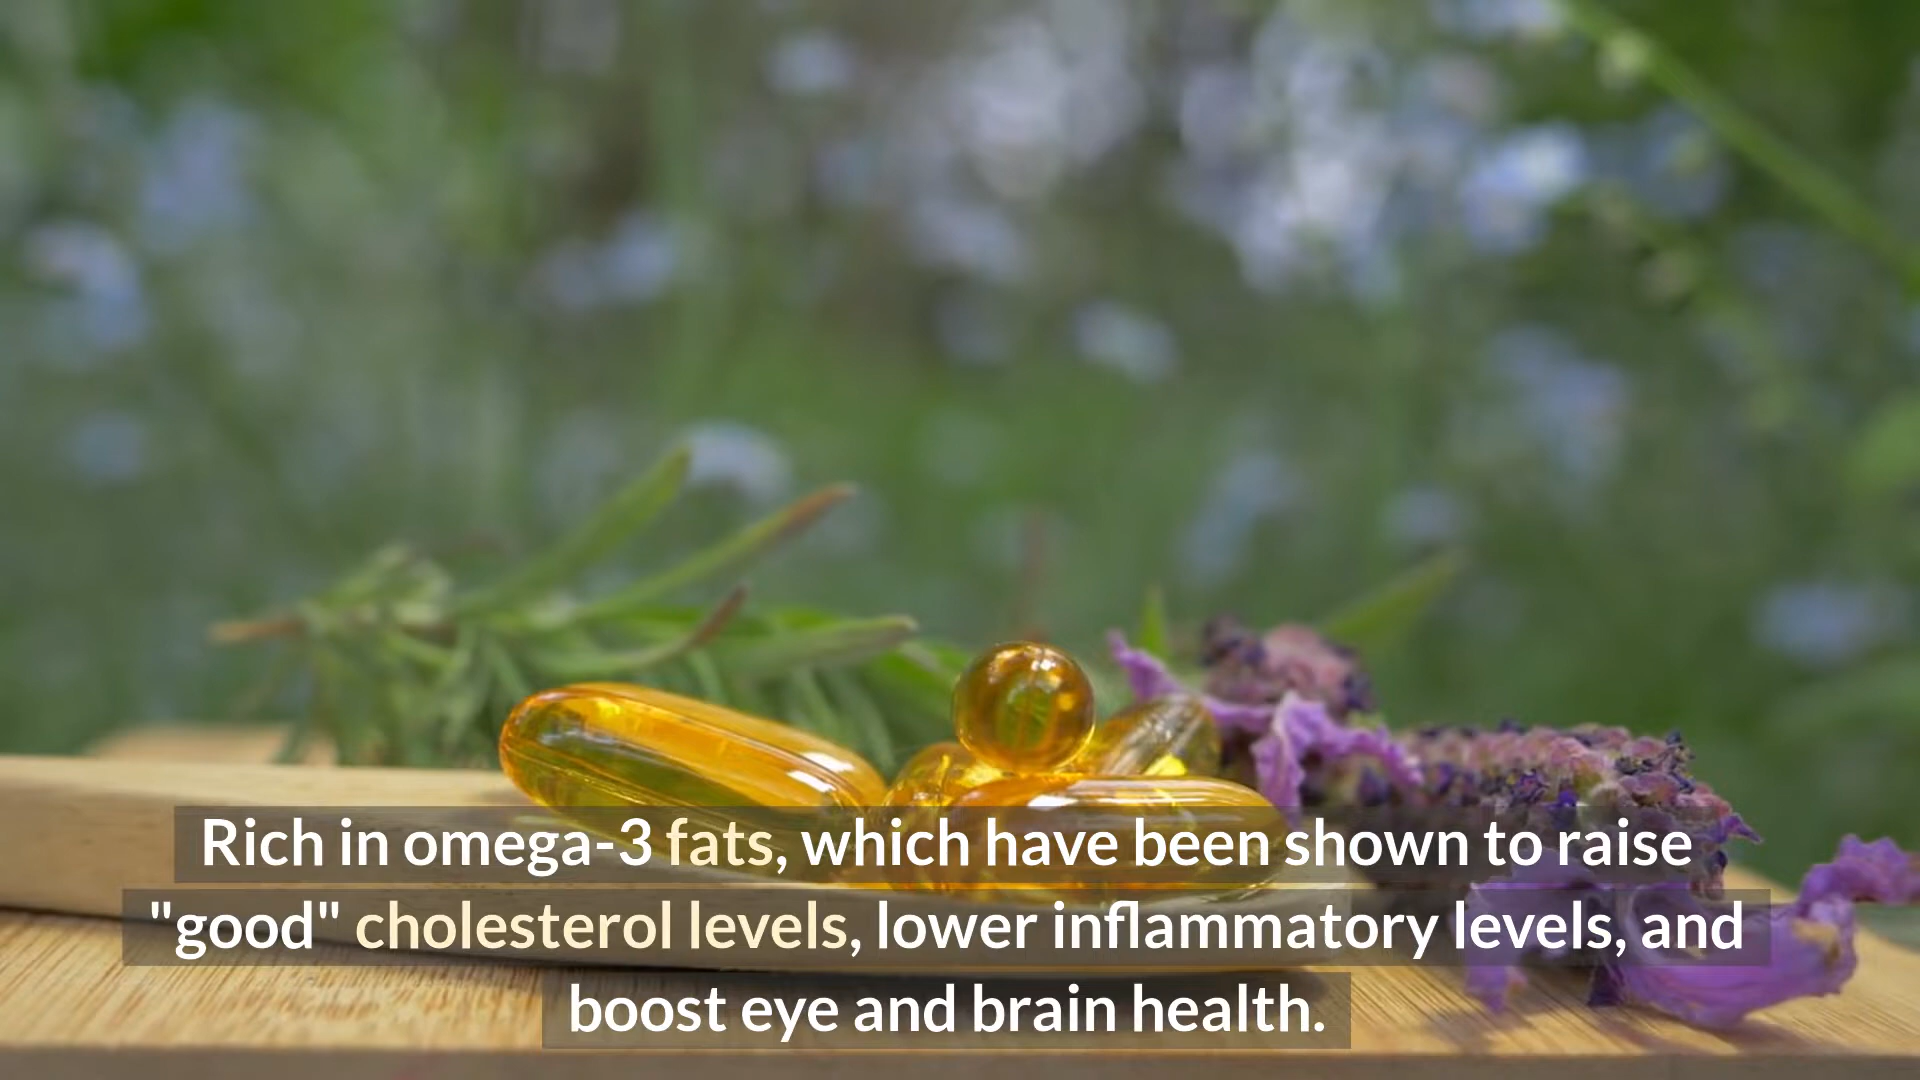 Rich in omega-3 fats, which have been shown to raise
"good" cholesterol levels, lower inflammatory levels, and
boost eye and brain health.